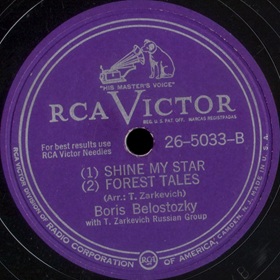 "HIS MASTER'S VOICE"
RCA VICTOR
REG. U.S. PAT. OFF. MARCAS REGISTRADAS
For best results use
RCA Victor Needles
26-5033-B
(1) SHINE MY STAR
(2) FOREST TALES
(Arr.: T. Zarkevich)
Boris Belostozky
with T. Zarkevich Russian Group
RCA VICTOR DIVISION OF RADIO CORPORATION OF AMERICA, CAMDEN, N. J.
RCA